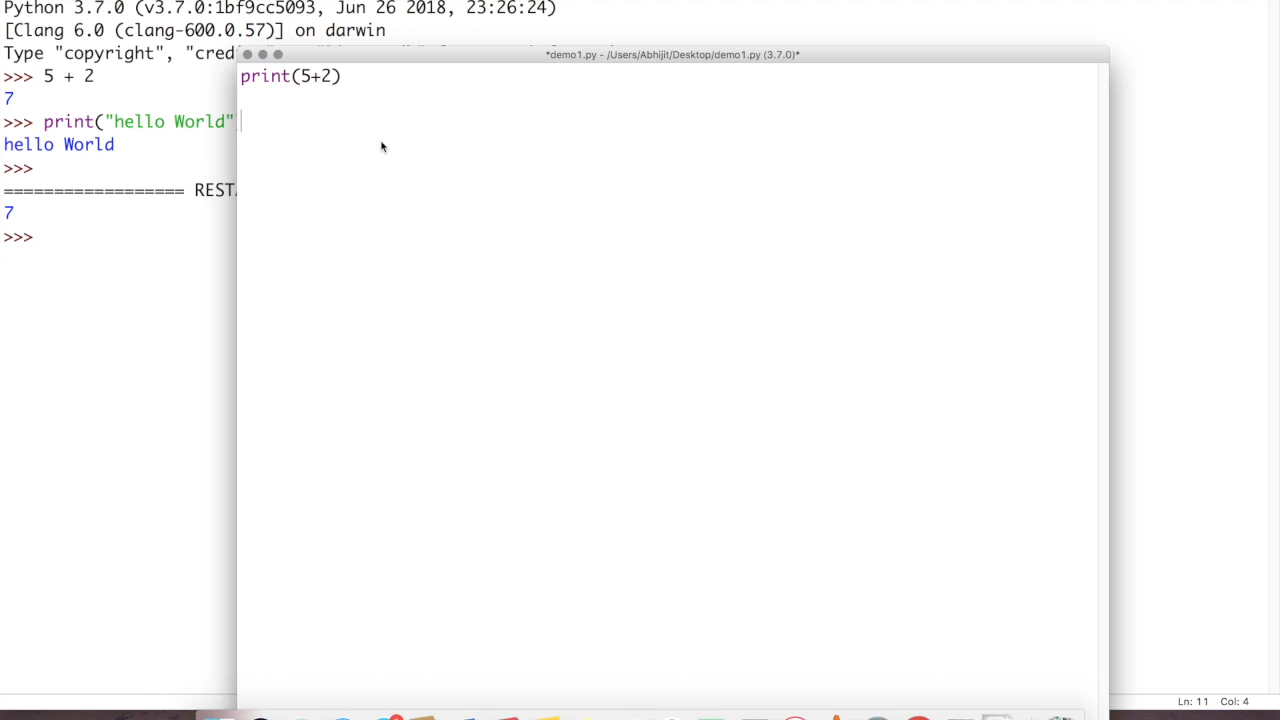 Python 3.7.0 (v3.7.0:1bf9cc5093, Jun 26 2018, 23:26:24)
[Clang 6.0 (clang-600.0.57)] on darwin
Type "copyright", "cred
>>> 5 + 2
7
>>> print("hello World"
hello World
>>>
================== REST
7
>>>
*demo1.py - /Users/Abhijit/Desktop/demo1.py (3.7.0)*
print(5+2)
Ln: 11 Col: 4